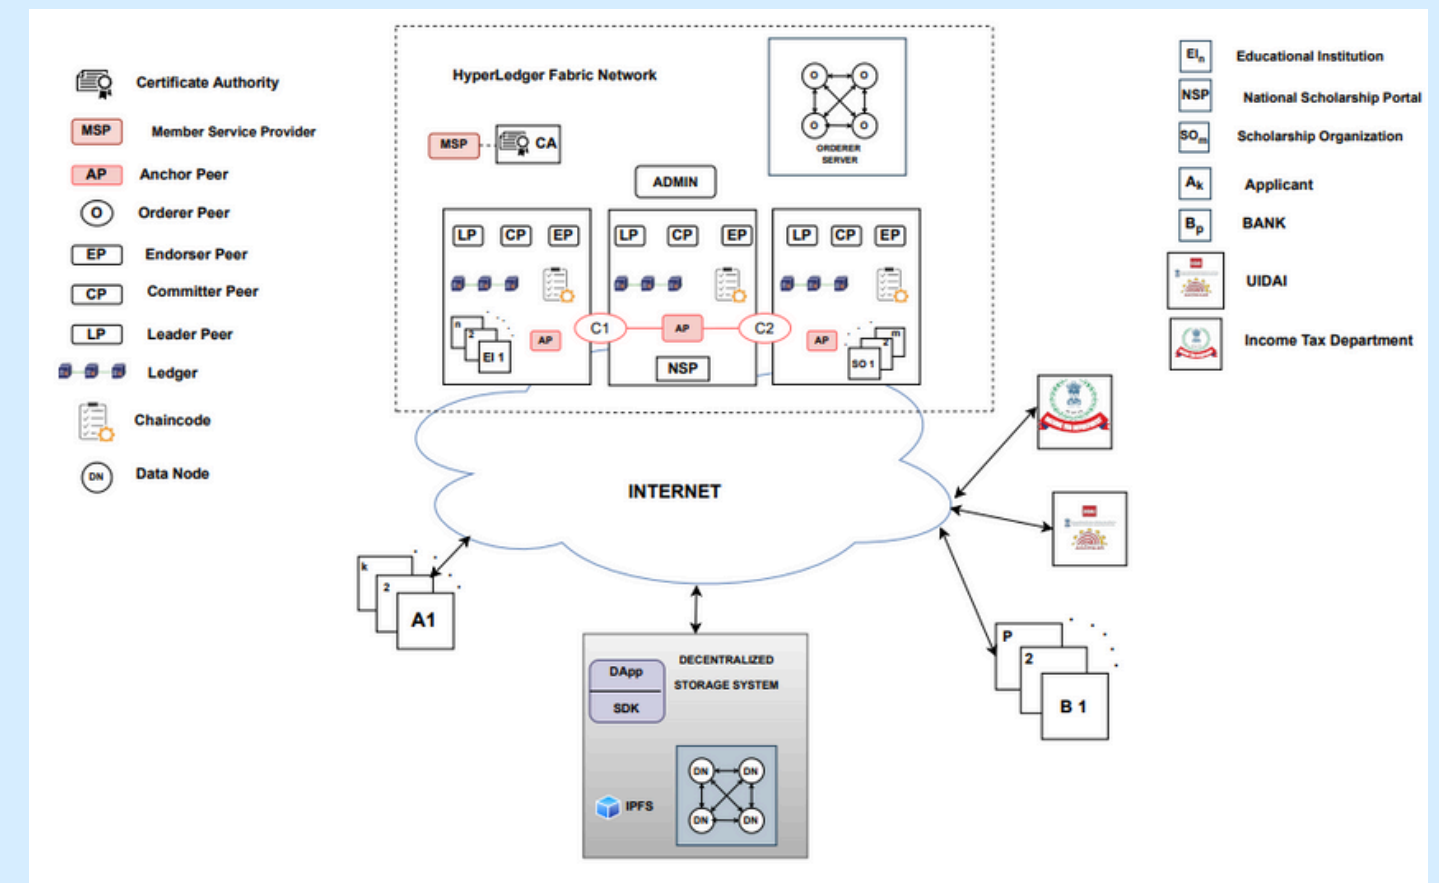 Certificate Authority
MSP
Member Service Provider
AP
Anchor Peer
O
Orderer Peer
EP
Endorser Peer
CP
Committer Peer
LP
Leader Peer
Ledger
Chaincode
DN
Data Node
HyperLedger Fabric Network
MSP
CA
O
O
O
O
ORDERER
SERVER
ADMIN
LP
CP
EP
n
2
EI 1
AP
C1
LP
CP
EP
AP
NSP
C2
LP
CP
EP
AP
m
2
SO 1
INTERNET
k
2
A1
DApp
SDK
DECENTRALIZED
STORAGE SYSTEM
IPFS
DN
DN
DN
DN
P
2
B 1
EIn
Educational Institution
NSP
National Scholarship Portal
SOm
Scholarship Organization
Ak
Applicant
Bp
BANK
UIDAI
Income Tax Department